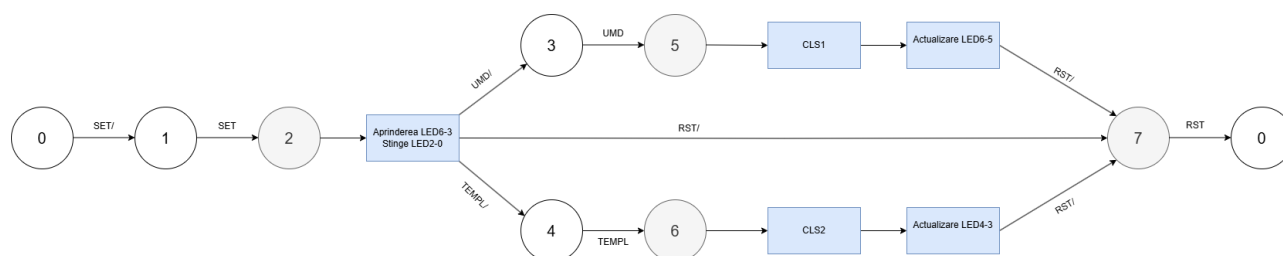 0
SET/
1
SET
2
Aprinderea LED6-3
Stinge LED2-0
UMD/
3
UMD
5
CLS1
Actualizare LED6-5
RST/
RST/
TEMPL/
4
TEMPL
6
CLS2
Actualizare LED4-3
RST/
7
RST
0